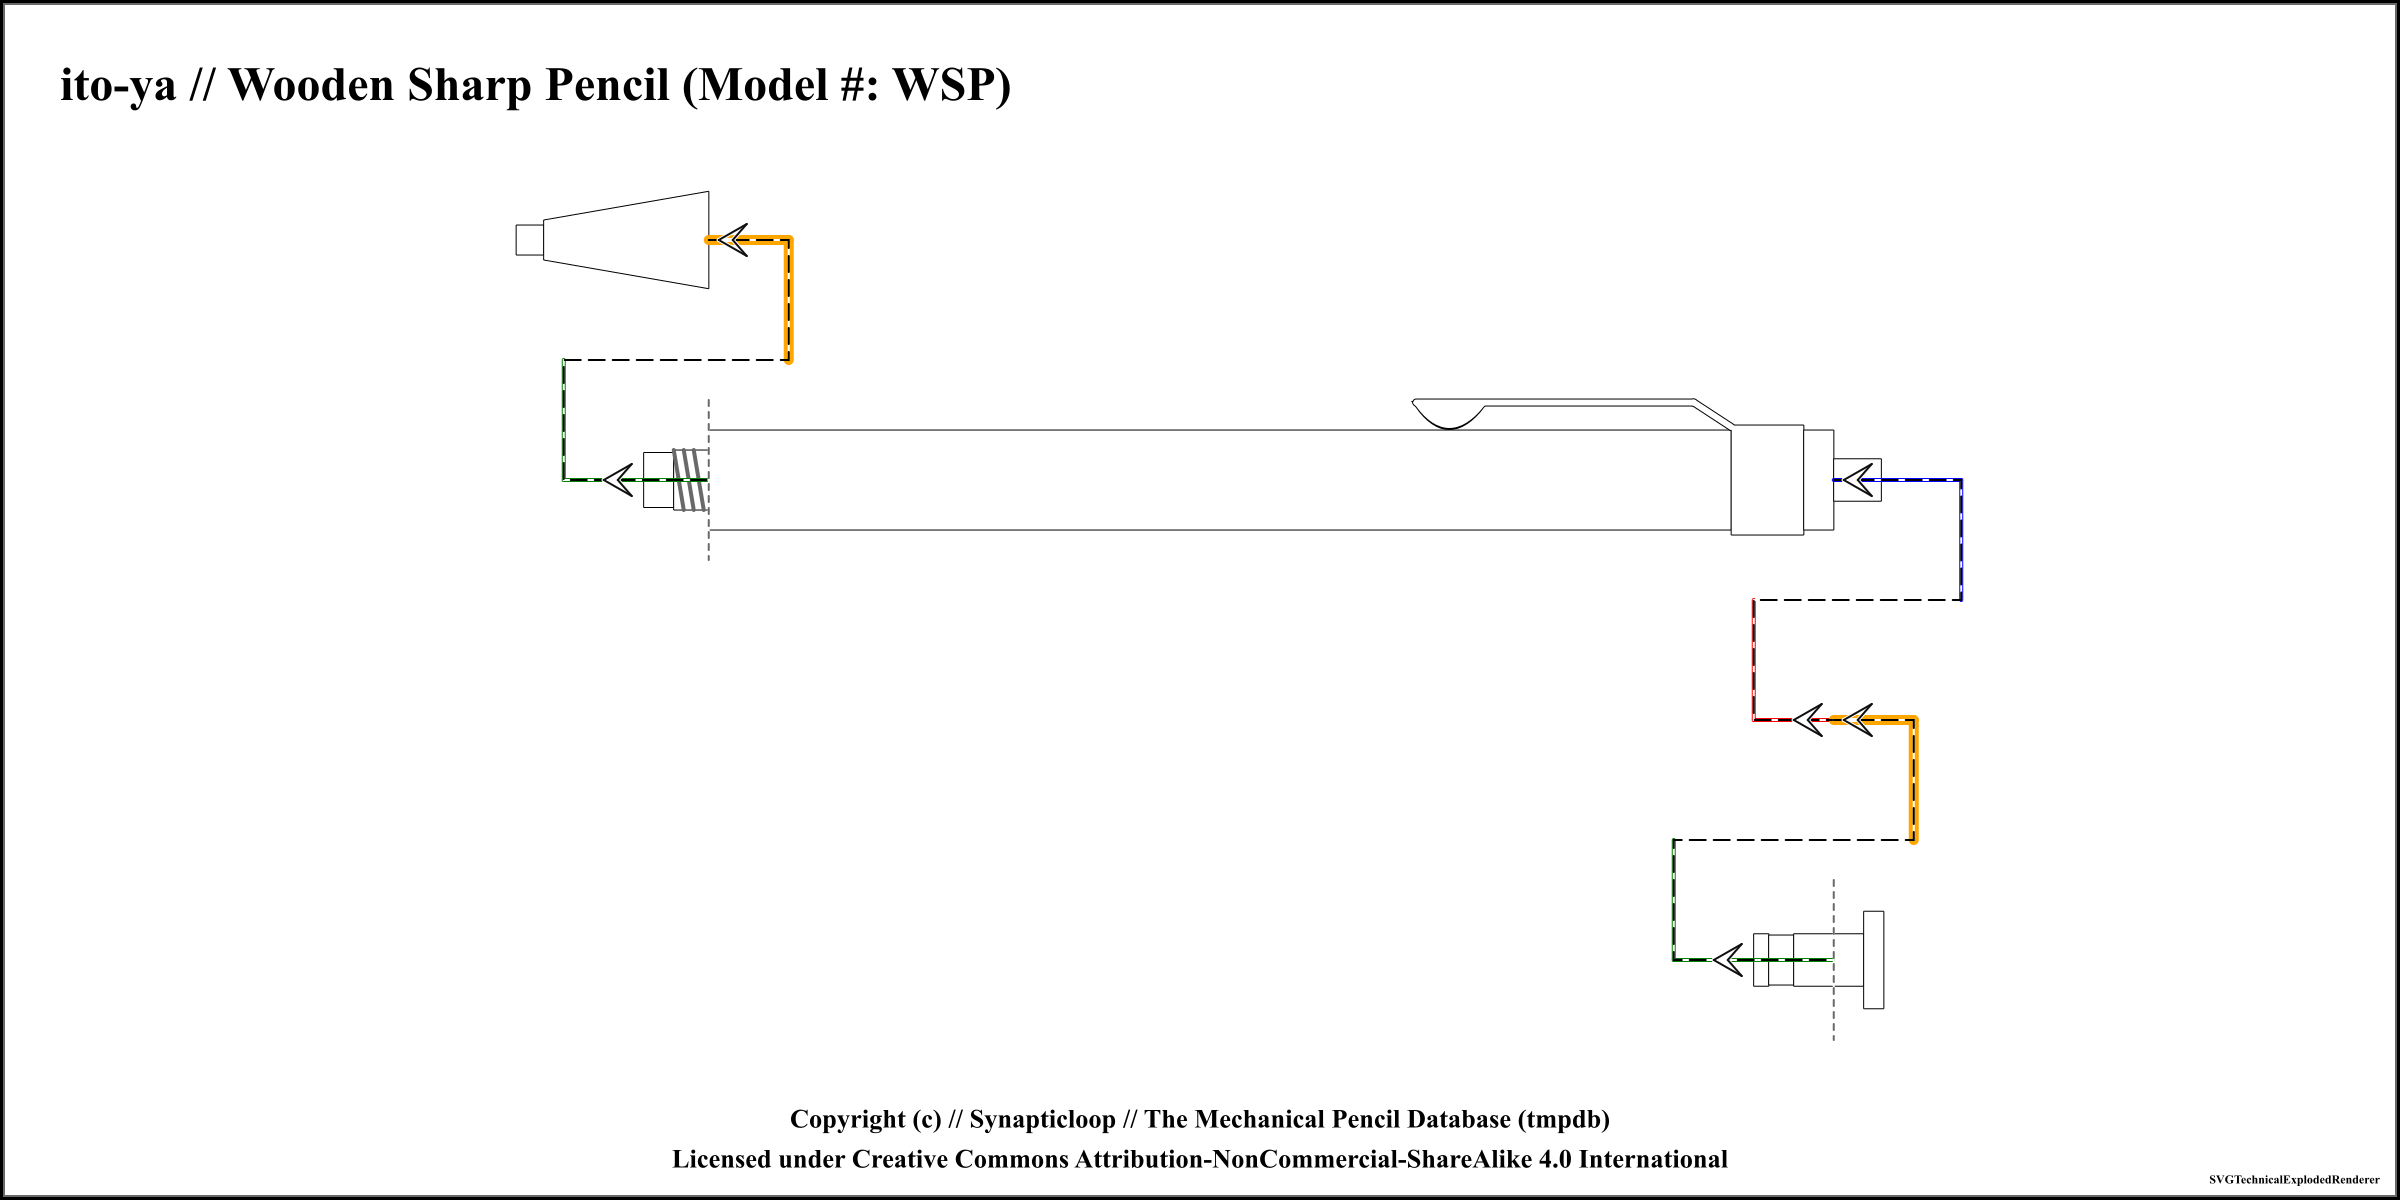 ito-ya // Wooden Sharp Pencil (Model #: WSP)
Copyright (c) // Synapticloop // The Mechanical Pencil Database (tmpdb)
Licensed under Creative Commons Attribution-NonCommercial-ShareAlike 4.0 International
SVGTechnicalExplodedRenderer